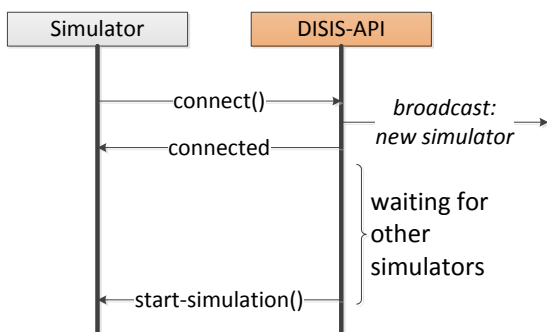 Simulator
DISIS-API
connect()
broadcast:
new simulator
connected
waiting for
other
simulators
start-simulation()